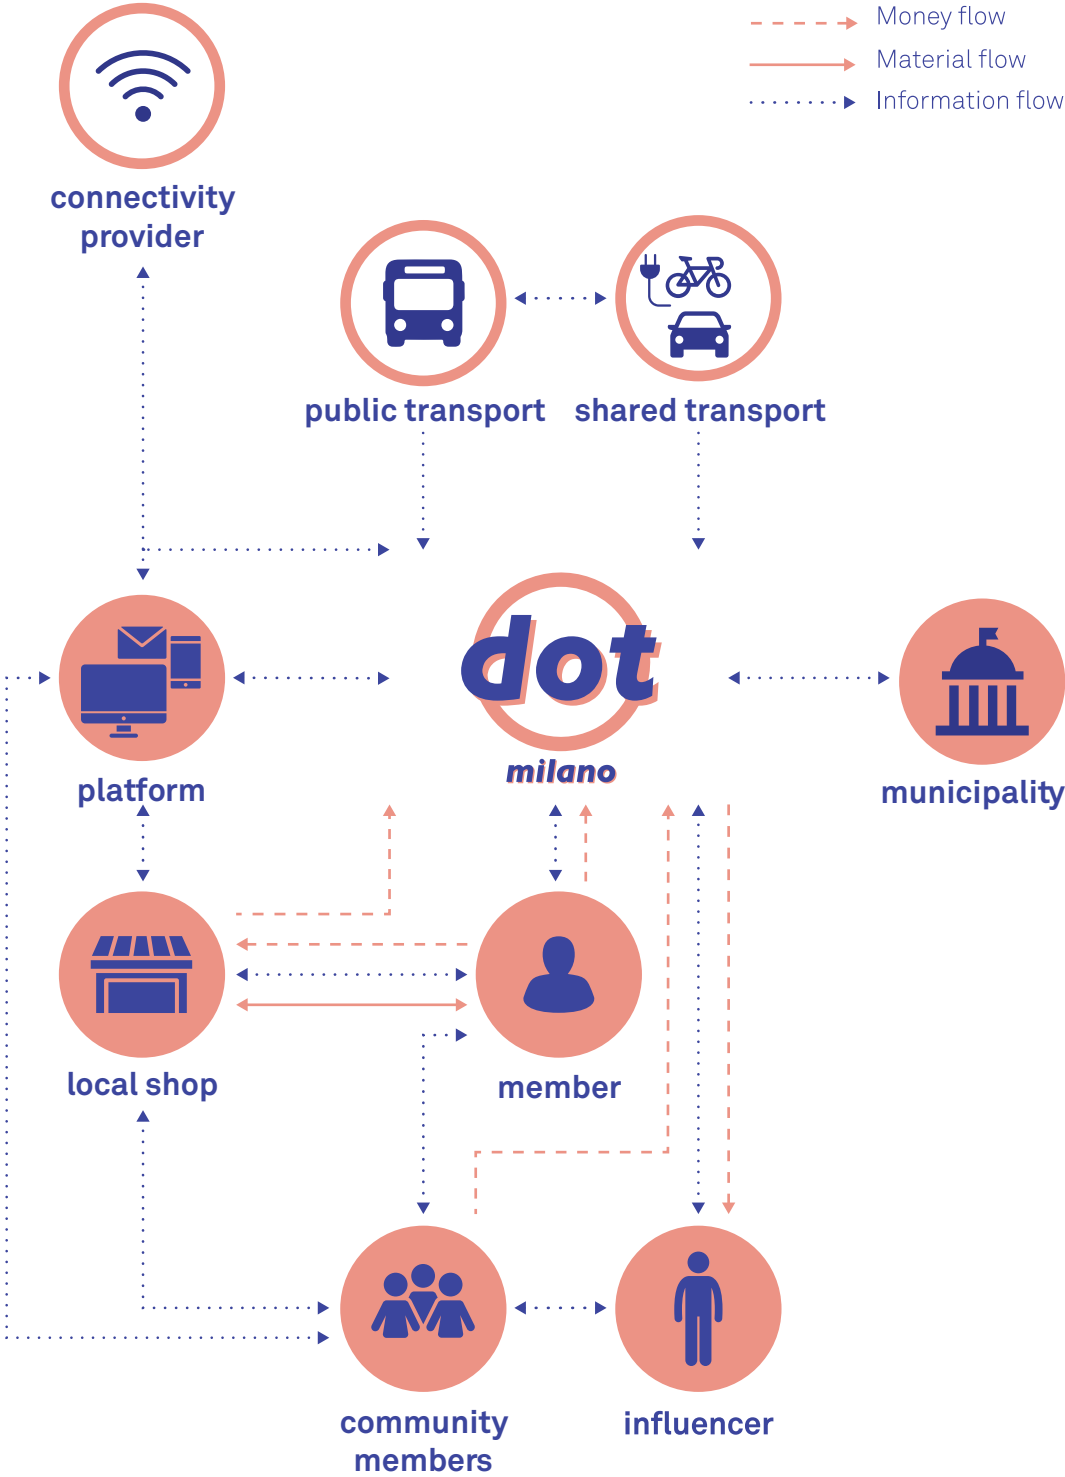 Money flow
Material flow
Information flow
connectivity
provider
public transport
shared transport
dot
milano
platform
municipality
local shop
member
community
members
influencer